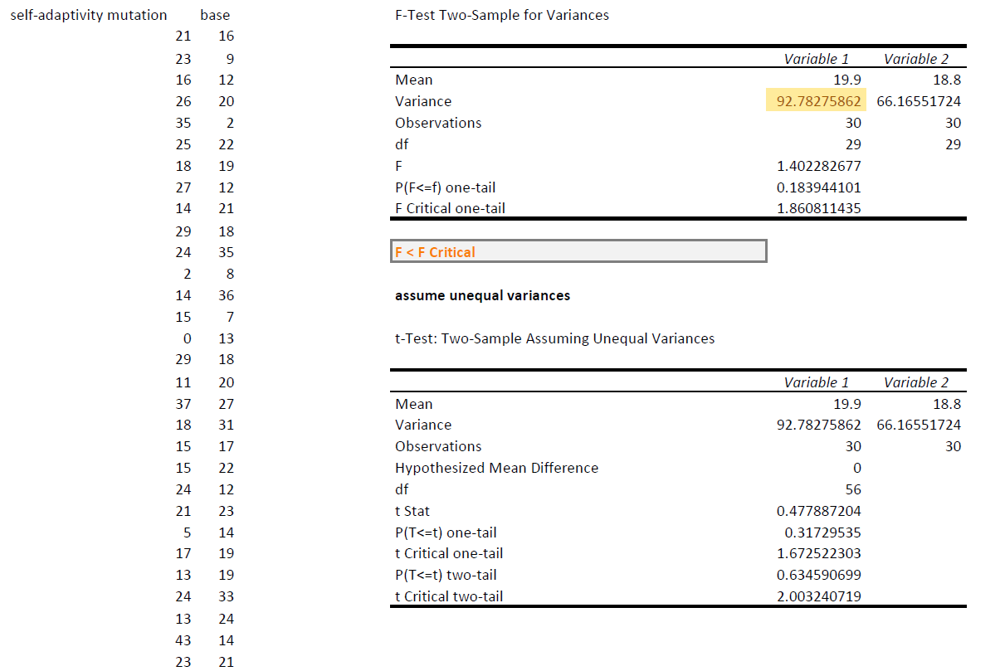 self-adaptivity mutation base F-Test Two-Sample for Variances
21 16
23 9 Variable 1 Variable 2
16 12 Mean 19.9 18.8
26 20 Variance 92.78275862 66.16551724
35 2 Observations 30 30
25 22 df 29 29
18 19 F 1.402282677
27 12 P(F<=f) one-tail 0.183944101
14 21 F Critical one-tail 1.860811435
29 18
24 35 F < F Critical
2 8
14 36 assume unequal variances
15 7
0 13 t-Test: Two-Sample Assuming Unequal Variances
29 18
11 20 Variable 1 Variable 2
37 27 Mean 19.9 18.8
18 31 Variance 92.78275862 66.16551724
15 17 Observations 30 30
15 22 Hypothesized Mean Difference 0
24 12 df 56
21 23 t Stat 0.477887204
5 14 P(T<=t) one-tail 0.31729535
17 19 t Critical one-tail 1.672522303
13 19 P(T<=t) two-tail 0.634590699
24 33 t Critical two-tail 2.003240719
13 24
43 14
23 21